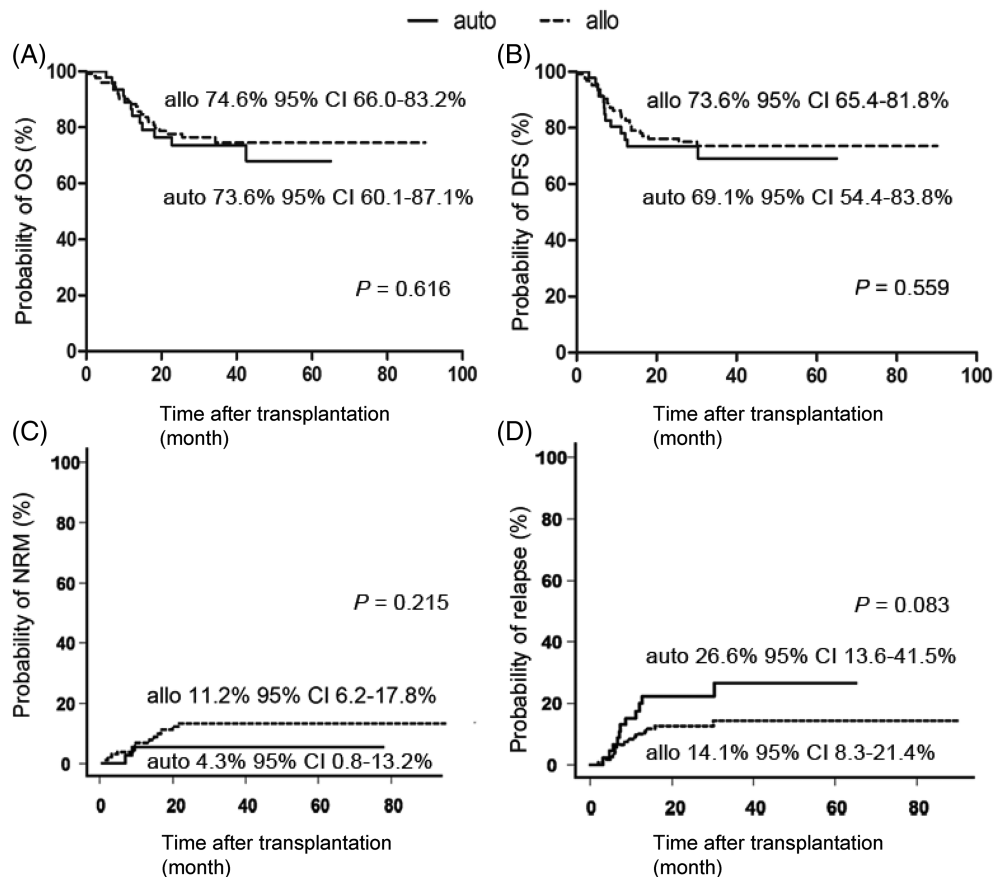 auto allo
(A)
Probability of OS (%)
100
80
60
40
20
0
allo 74.6% 95% CI 66.0-83.2%
auto 73.6% 95% CI 60.1-87.1%
P = 0.616
0 20 40 60 80 100
Time after transplantation
(month)
(B)
Probability of DFS (%)
100
80
60
40
20
0
allo 73.6% 95% CI 65.4-81.8%
auto 69.1% 95% CI 54.4-83.8%
P = 0.559
0 20 40 60 80 100
Time after transplantation
(month)
(C)
Probability of NRM (%)
100
80
60
40
20
0
P = 0.215
allo 11.2% 95% CI 6.2-17.8%
auto 4.3% 95% CI 0.8-13.2%
0 20 40 60 80
Time after transplantation
(month)
(D)
Probability of relapse (%)
100
80
60
40
20
0
P = 0.083
auto 26.6% 95% CI 13.6-41.5%
allo 14.1% 95% CI 8.3-21.4%
0 20 40 60 80
Time after transplantation
(month)